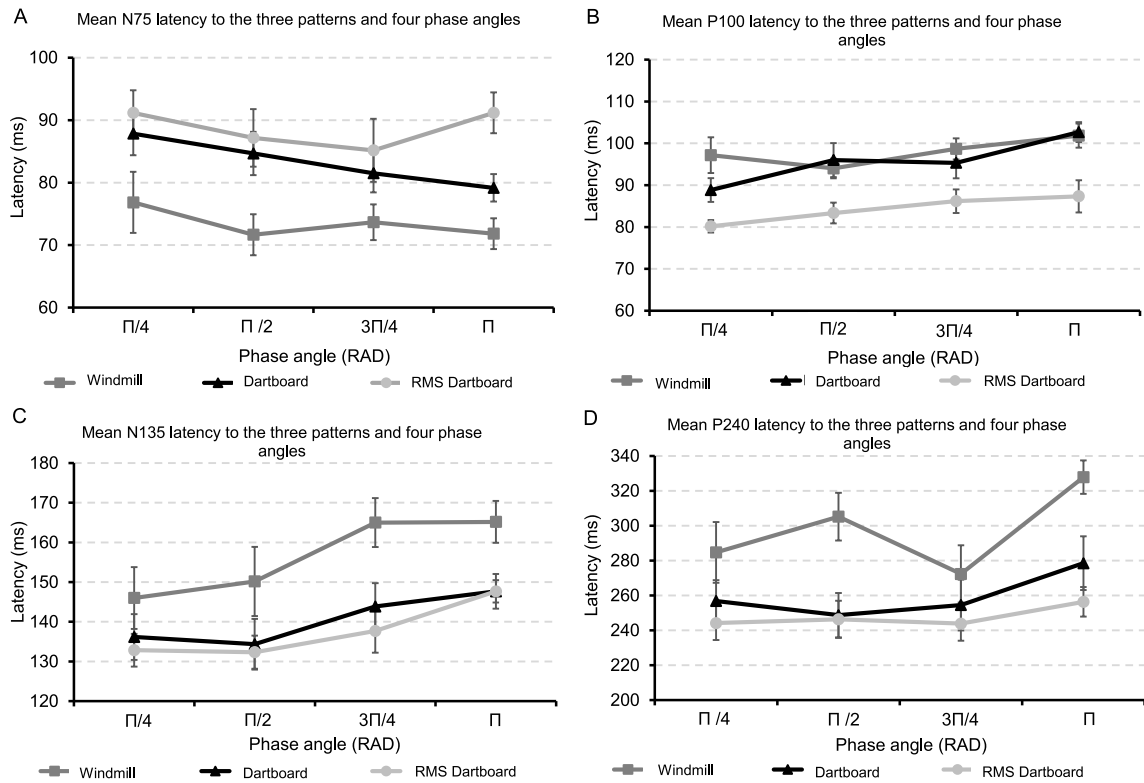 A
Mean N75 latency to the three patterns and four phase angles
Latency (ms)
100
90
80
70
60
Π/4 Π /2 3Π/4 Π
Phase angle (RAD)
Windmill Dartboard RMS Dartboard
B
Mean P100 latency to the three patterns and four phase
angles
Latency (ms)
120
110
100
90
80
70
60
Π/4 Π/2 3Π/4 Π
Phase angle (RAD)
Windmill Dartboard RMS Dartboard
C
Mean N135 latency to the three patterns and four phase
angles
Latency (ms)
180
170
160
150
140
130
120
Π/4 Π/2 3Π/4 Π
Phase angle (RAD)
Windmill Dartboard RMS Dartboard
D
Mean P240 latency to the three patterns and four phase
angles
Latency (ms)
340
320
300
280
260
240
220
200
Π /4 Π /2 3Π/4 Π
Phase angle (RAD)
Windmill Dartboard RMS Dartboard